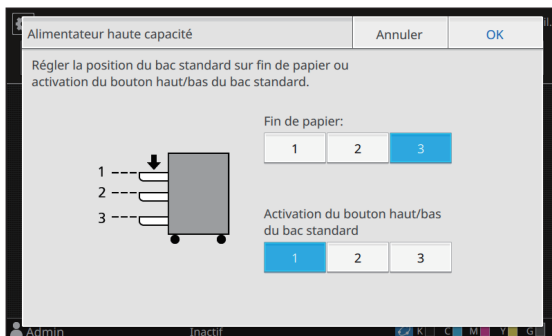 Alimentateur haute capacité
Annuler
OK
Régler la position du bac standard sur fin de papier ou
activation du bouton haut/bas du bac standard.
Fin de papier:
1 2 3
1
2
3
Activation du bouton haut/bas
du bac standard
1 2 3
Admin Inactif K C M Y G